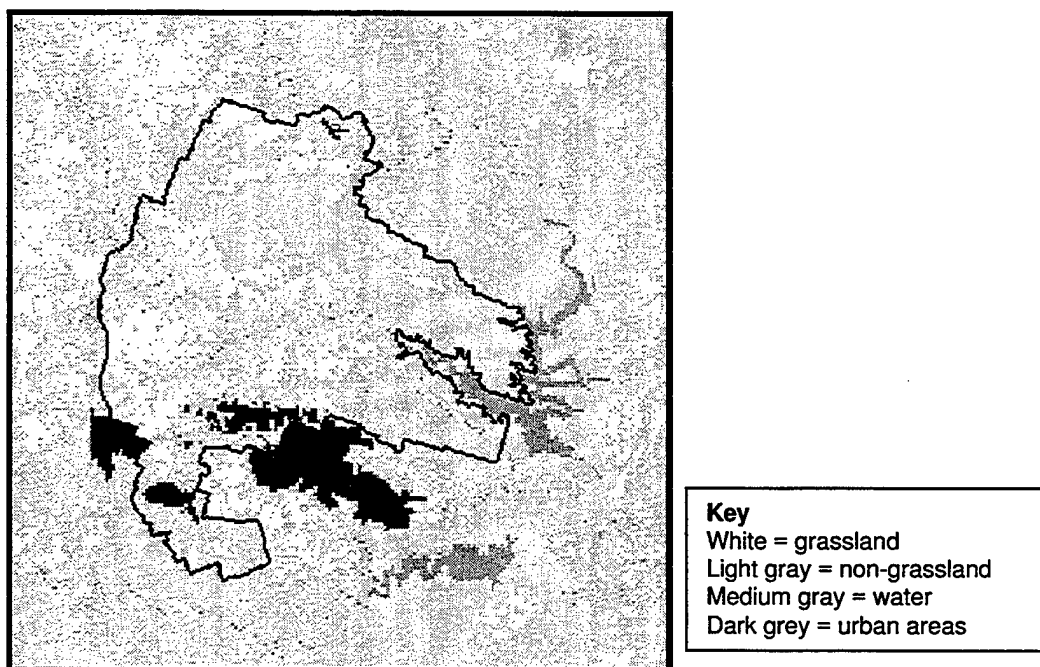 Key
White = grassland
Light gray = non-grassland
Medium gray = water
Dark grey = urban areas